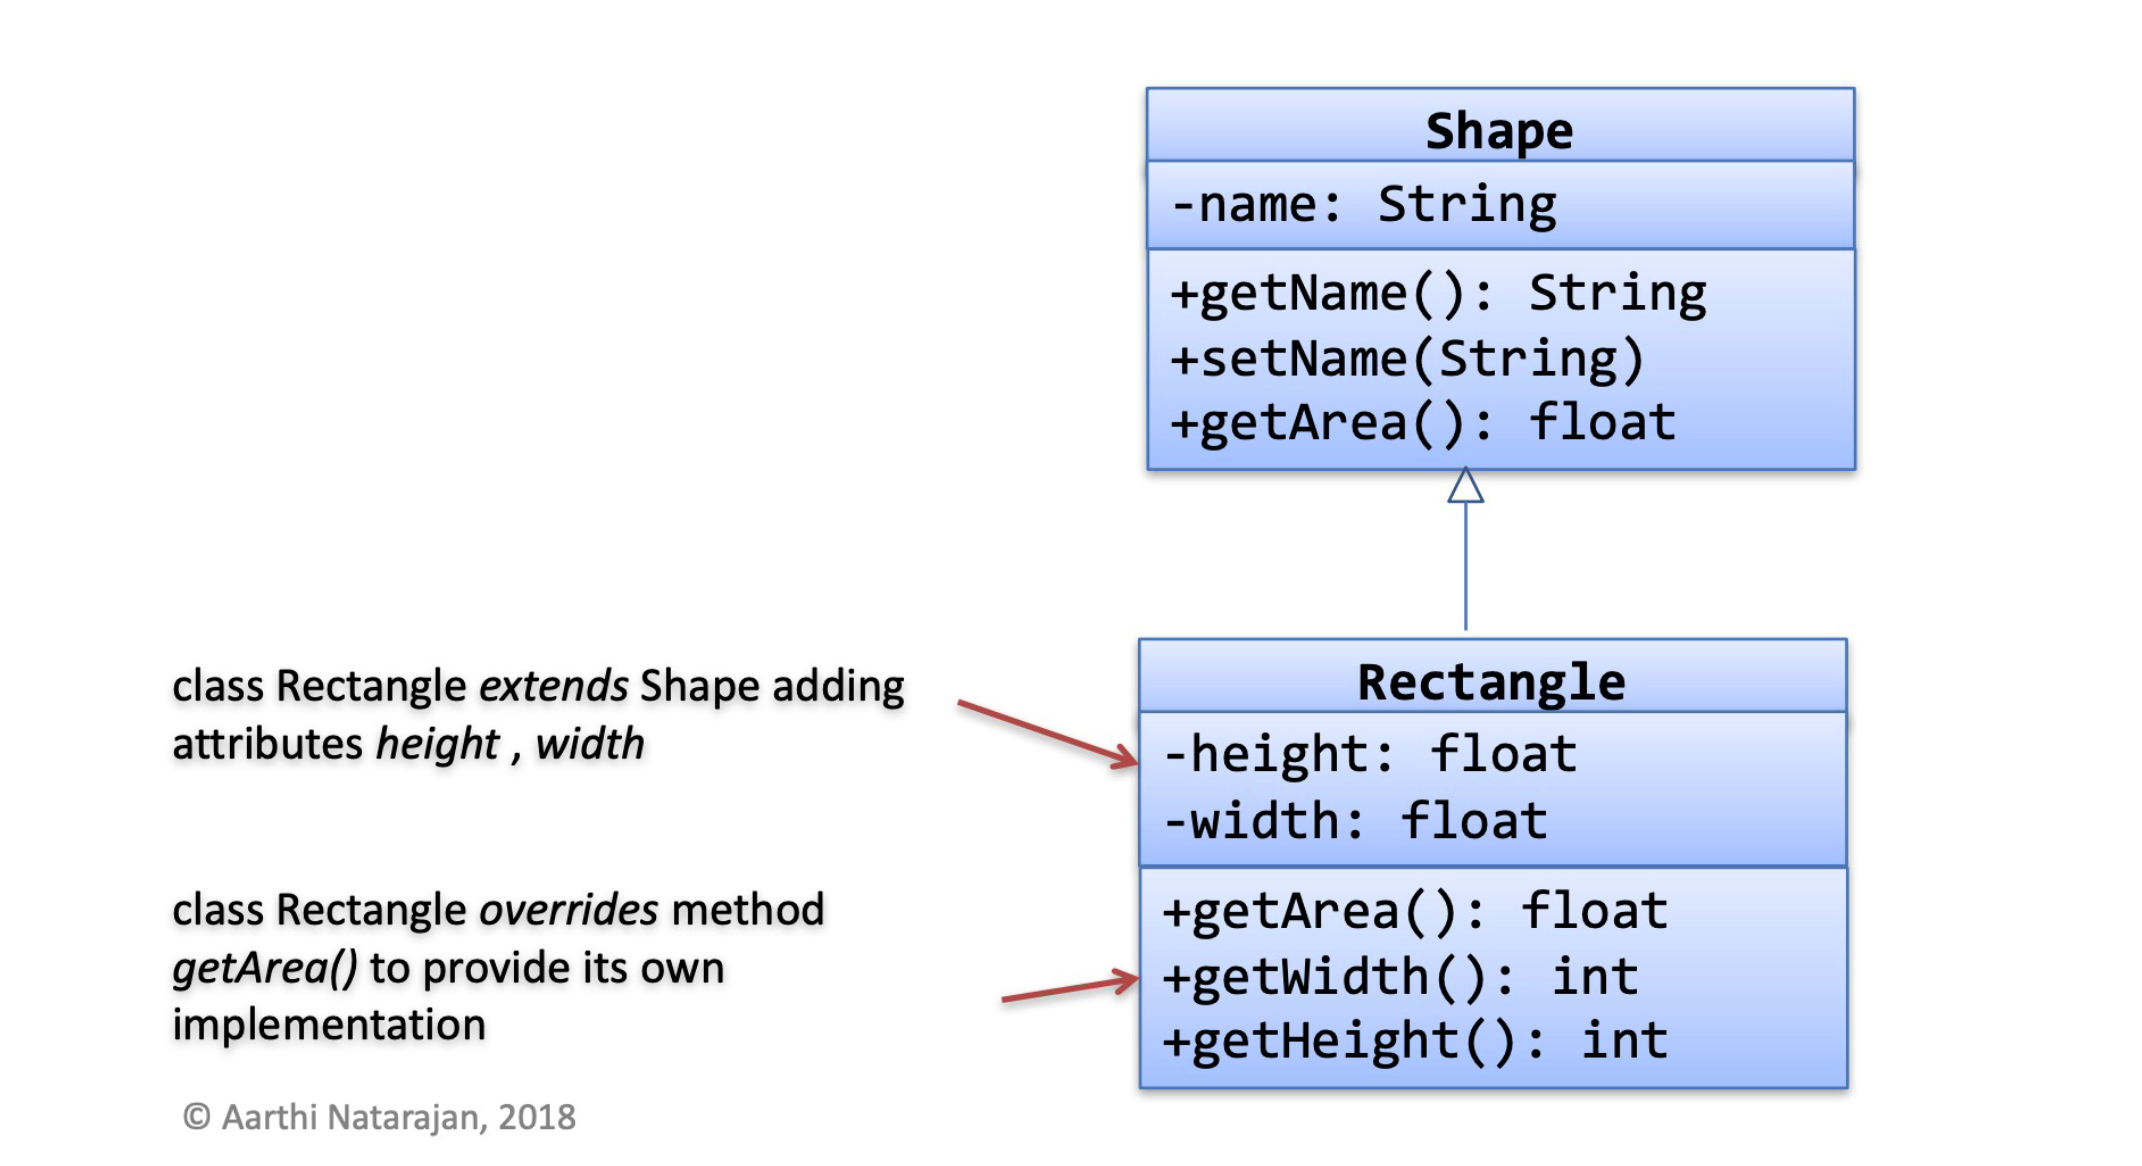 Shape
-name: String
+getName(): String
+setName(String)
+getArea(): float
class Rectangle extends Shape adding
attributes height , width
Rectangle
-height: float
-width: float
class Rectangle overrides method
getArea() to provide its own
implementation
+getArea(): float
+getWidth(): int
+getHeight(): int
© Aarthi Natarajan, 2018